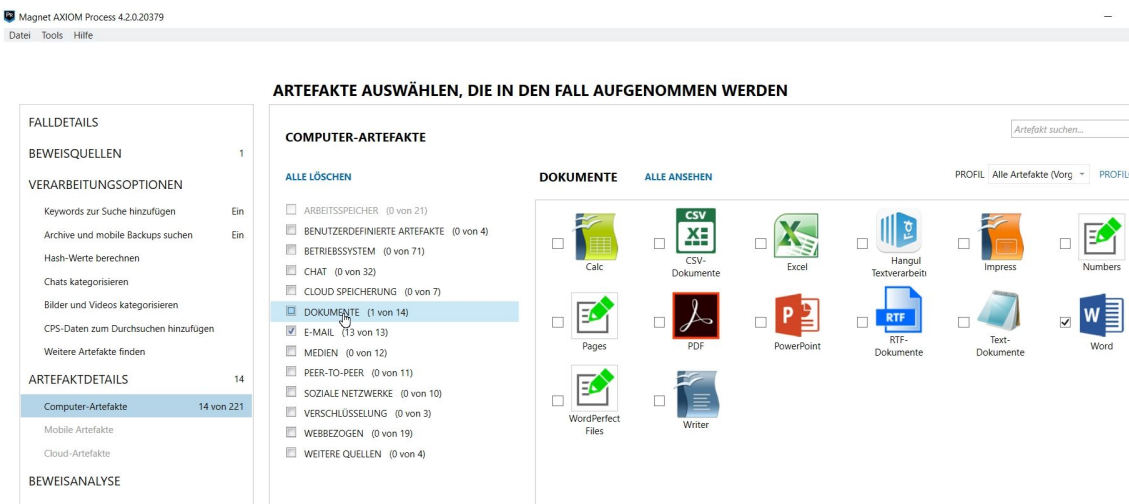 Magnet AXIOM Process 4.2.0.20379
Datei Tools Hilfe
ARTEFAKTE AUSWÄHLEN, DIE IN DEN FALL AUFGENOMMEN WERDEN
FALLDETAILS
BEWEISQUELLEN 1
VERARBEITUNGSOPTIONEN
Keywords zur Suche hinzufügen Ein
Archive und mobile Backups suchen Ein
Hash-Werte berechnen
Chats kategorisieren
Bilder und Videos kategorisieren
CPS-Daten zum Durchsuchen hinzufügen
Weitere Artefakte finden
ARTEFAKTDETAILS 14
Computer-Artefakte 14 von 221
Mobile Artefakte
Cloud-Artefakte
BEWEISANALYSE
COMPUTER-ARTEFAKTE
Artefakt suchen...
ALLE LÖSCHEN
ARBEITSSPEICHER (0 von 21)
BENUTZERDEFINIERTE ARTEFAKTE (0 von 4)
BETRIEBSSYSTEM (0 von 71)
CHAT (0 von 32)
CLOUD SPEICHERUNG (0 von 7)
DOKUMENTE (1 von 14)
E-MAIL (13 von 13)
MEDIEN (0 von 12)
PEER-TO-PEER (0 von 11)
SOZIALE NETZWERKE (0 von 10)
VERSCHLÜSSELUNG (0 von 3)
WEBBEZOGEN (0 von 19)
WEITERE QUELLEN (0 von 4)
DOKUMENTE ALLE ANSEHEN
PROFIL Alle Artefakte (Vorg PROFIL
Calc
CSV
CSV-
Dokumente
Excel
Hangul
Textverarbeit
Impress
Numbers
Pages
PDF
P
PowerPoint
RTF
RTF-
Dokumente
Text-
Dokumente
W
Word
WordPerfect
Files
Writer